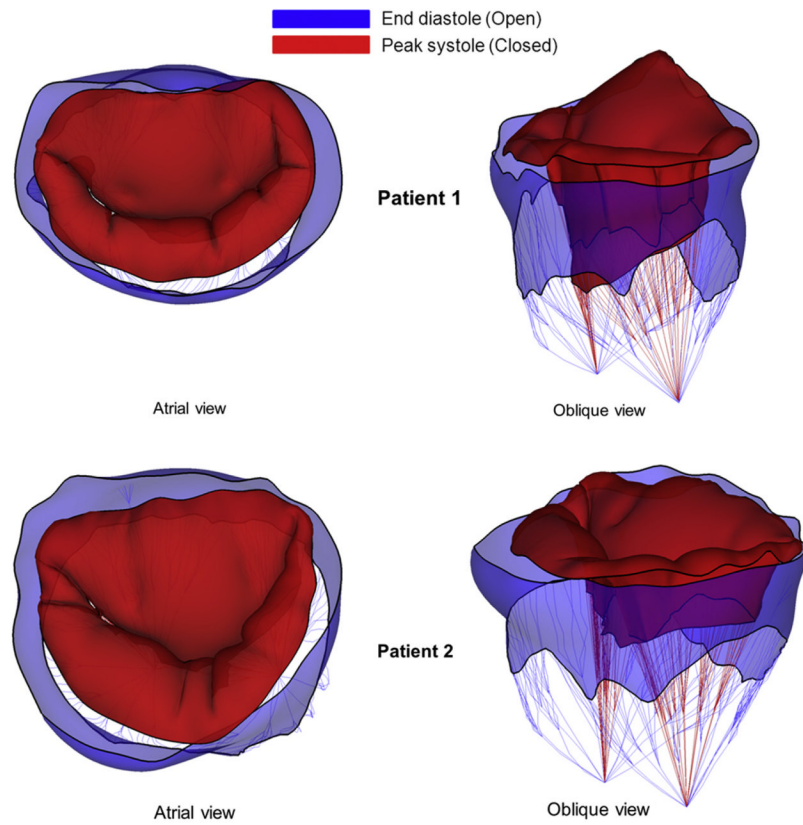 End diastole (Open)
Peak systole (Closed)
Patient 1
Atrial view
Oblique view
Patient 2
Atrial view
Oblique view